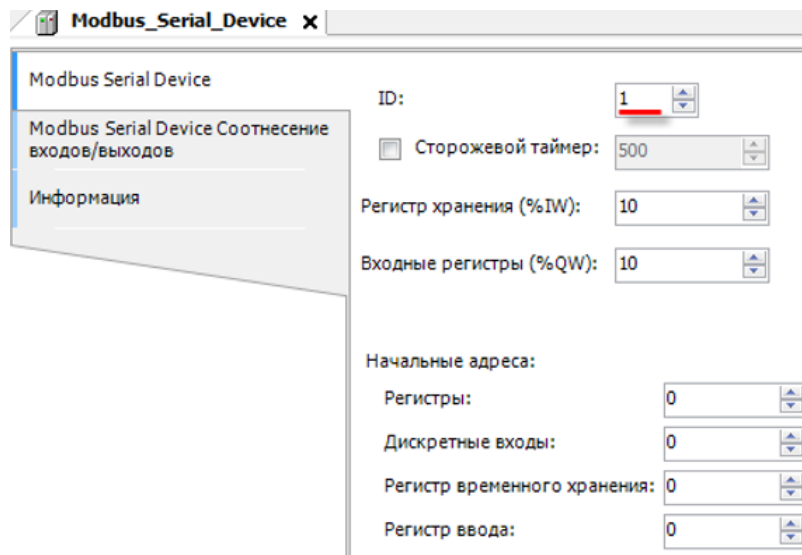 Modbus_Serial_Device
Modbus Serial Device
Modbus Serial Device Соотнесение
входов/выходов
Информация
ID: 1
Сторожевой таймер: 500
Регистр хранения (%IW): 10
Входные регистры (%QW): 10
Начальные адреса:
Регистры: 0
Дискретные входы: 0
Регистр временного хранения: 0
Регистр ввода: 0